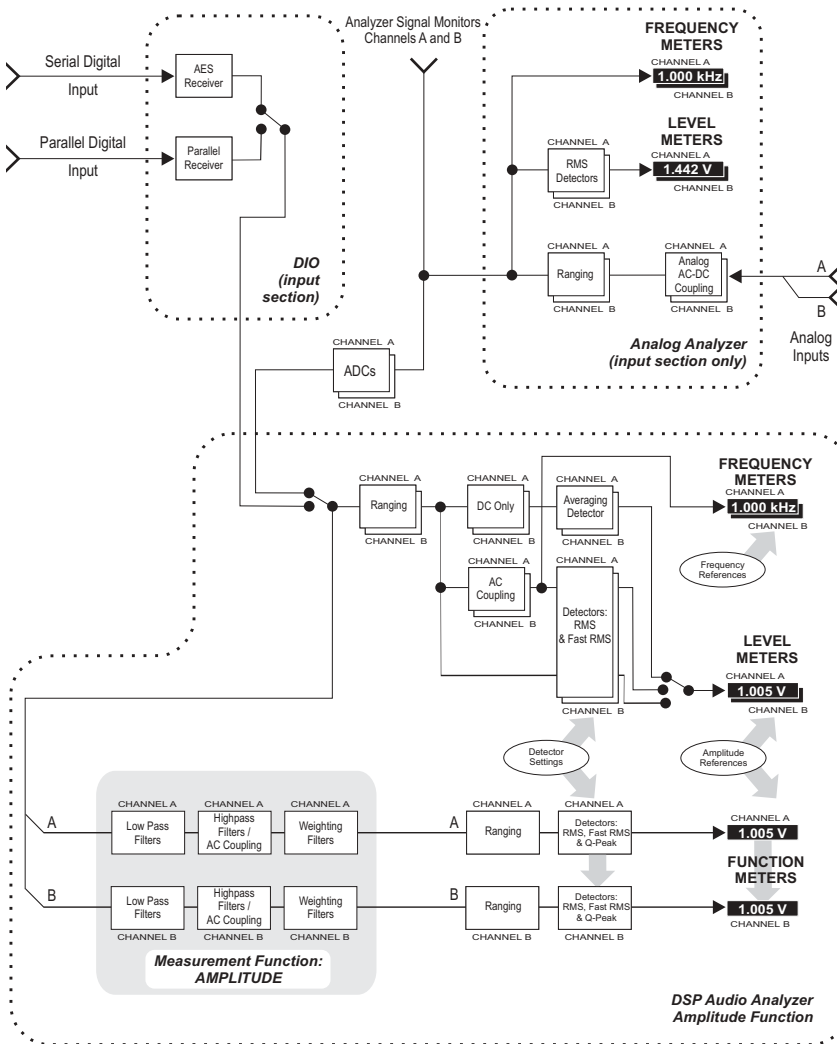 Analyzer Signal Monitors
Channels A and B
Serial Digital
Input
AES
Receiver
Parallel Digital
Input
Parallel
Receiver
DIO
(input
section)
FREQUENCY
METERS
CHANNEL A
1.000 kHz
CHANNEL B
LEVEL
METERS
CHANNEL A
1.442 V
CHANNEL B
CHANNEL A
RMS
Detectors
CHANNEL B
CHANNEL A
Ranging
CHANNEL B
CHANNEL A
Analog
AC-DC
Coupling
CHANNEL B
A
B
Analog
Inputs
Analog Analyzer
(input section only)
CHANNEL A
ADCs
CHANNEL B
CHANNEL A
Ranging
CHANNEL B
CHANNEL A
DC Only
CHANNEL B
CHANNEL A
Averaging
Detector
CHANNEL B
FREQUENCY
METERS
CHANNEL A
1.000 kHz
CHANNEL B
Frequency
References
CHANNEL A
AC
Coupling
CHANNEL B
CHANNEL A
Detectors:
RMS
& Fast RMS
CHANNEL B
LEVEL
METERS
CHANNEL A
1.005 V
CHANNEL B
Detector
Settings
Amplitude
References
A
CHANNEL A
Low Pass
Filters
CHANNEL A
Highpass
Filters /
AC Coupling
CHANNEL A
Weighting
Filters
A
CHANNEL A
Ranging
CHANNEL A
Detectors:
RMS, Fast RMS
& Q-Peak
CHANNEL A
1.005 V
FUNCTION
METERS
B
Low Pass
Filters
CHANNEL B
Highpass
Filters /
AC Coupling
CHANNEL B
Weighting
Filters
CHANNEL B
B
Ranging
CHANNEL B
Detectors:
RMS, Fast RMS
& Q-Peak
CHANNEL B
1.005 V
CHANNEL B
Measurement Function:
AMPLITUDE
DSP Audio Analyzer
Amplitude Function